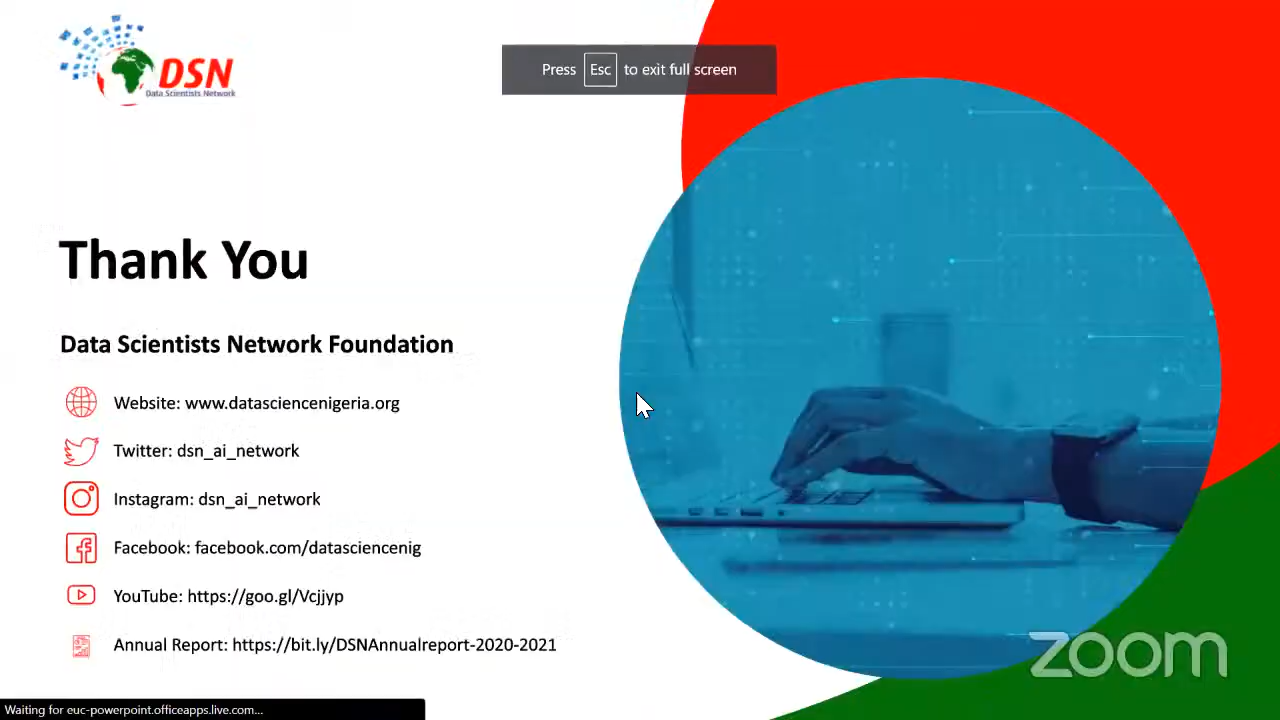 DSN
Data Scientists Network
Press Esc to exit full screen
Thank You
Data Scientists Network Foundation
Website: www.datasciencenigeria.org
Twitter: dsn_ai_network
Instagram: dsn_ai_network
Facebook: facebook.com/datasciencenig
YouTube: https://goo.gl/Vcjjyp
Annual Report: https://bit.ly/DSNAnnualreport-2020-2021
zoom
Waiting for euc-powerpoint.officeapps.live.com...